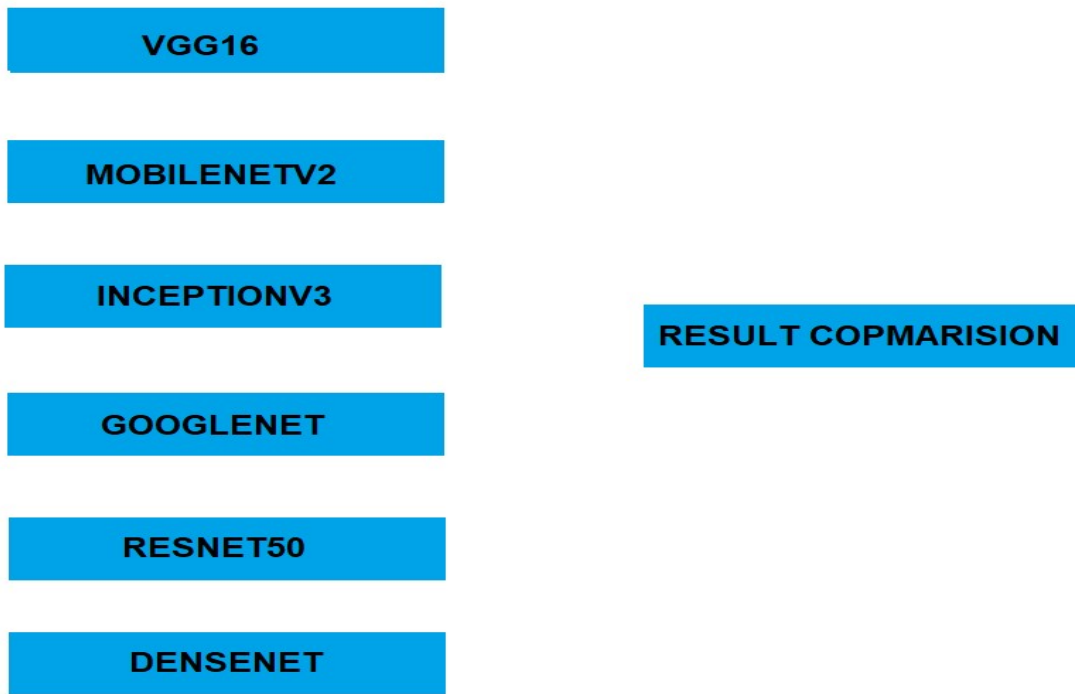 VGG16
MOBILENETV2
INCEPTIONV3
GOOGLENET
RESNET50
DENSENET
RESULT COPMARISION